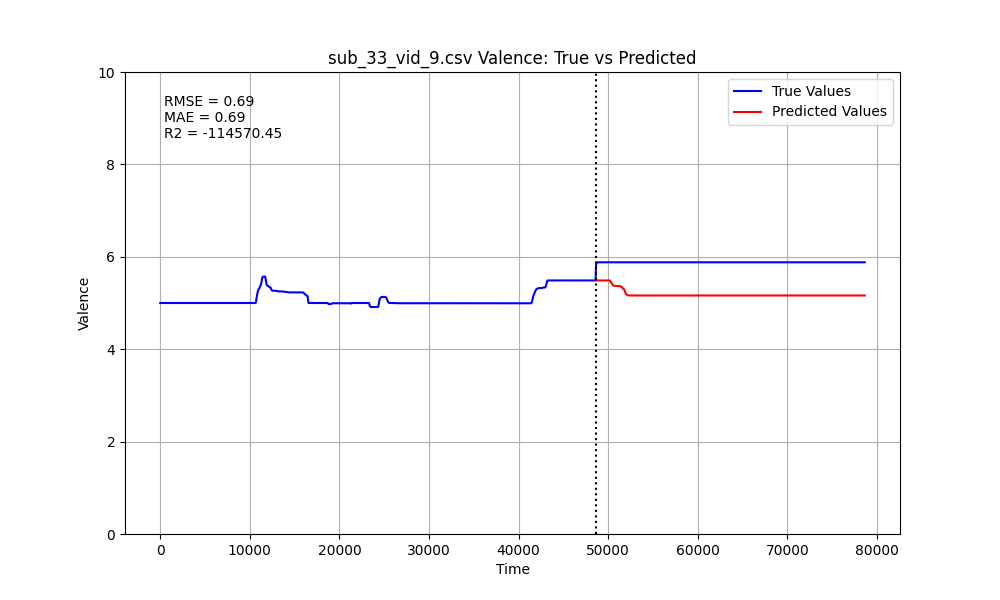 sub_33_vid_9.csv Valence: True vs Predicted
RMSE = 0.69
MAE = 0.69
R2 = -114570.45
True Values
Predicted Values
10
8
6
4
2
0
Valence
0 10000 20000 30000 40000 50000 60000 70000 80000
Time